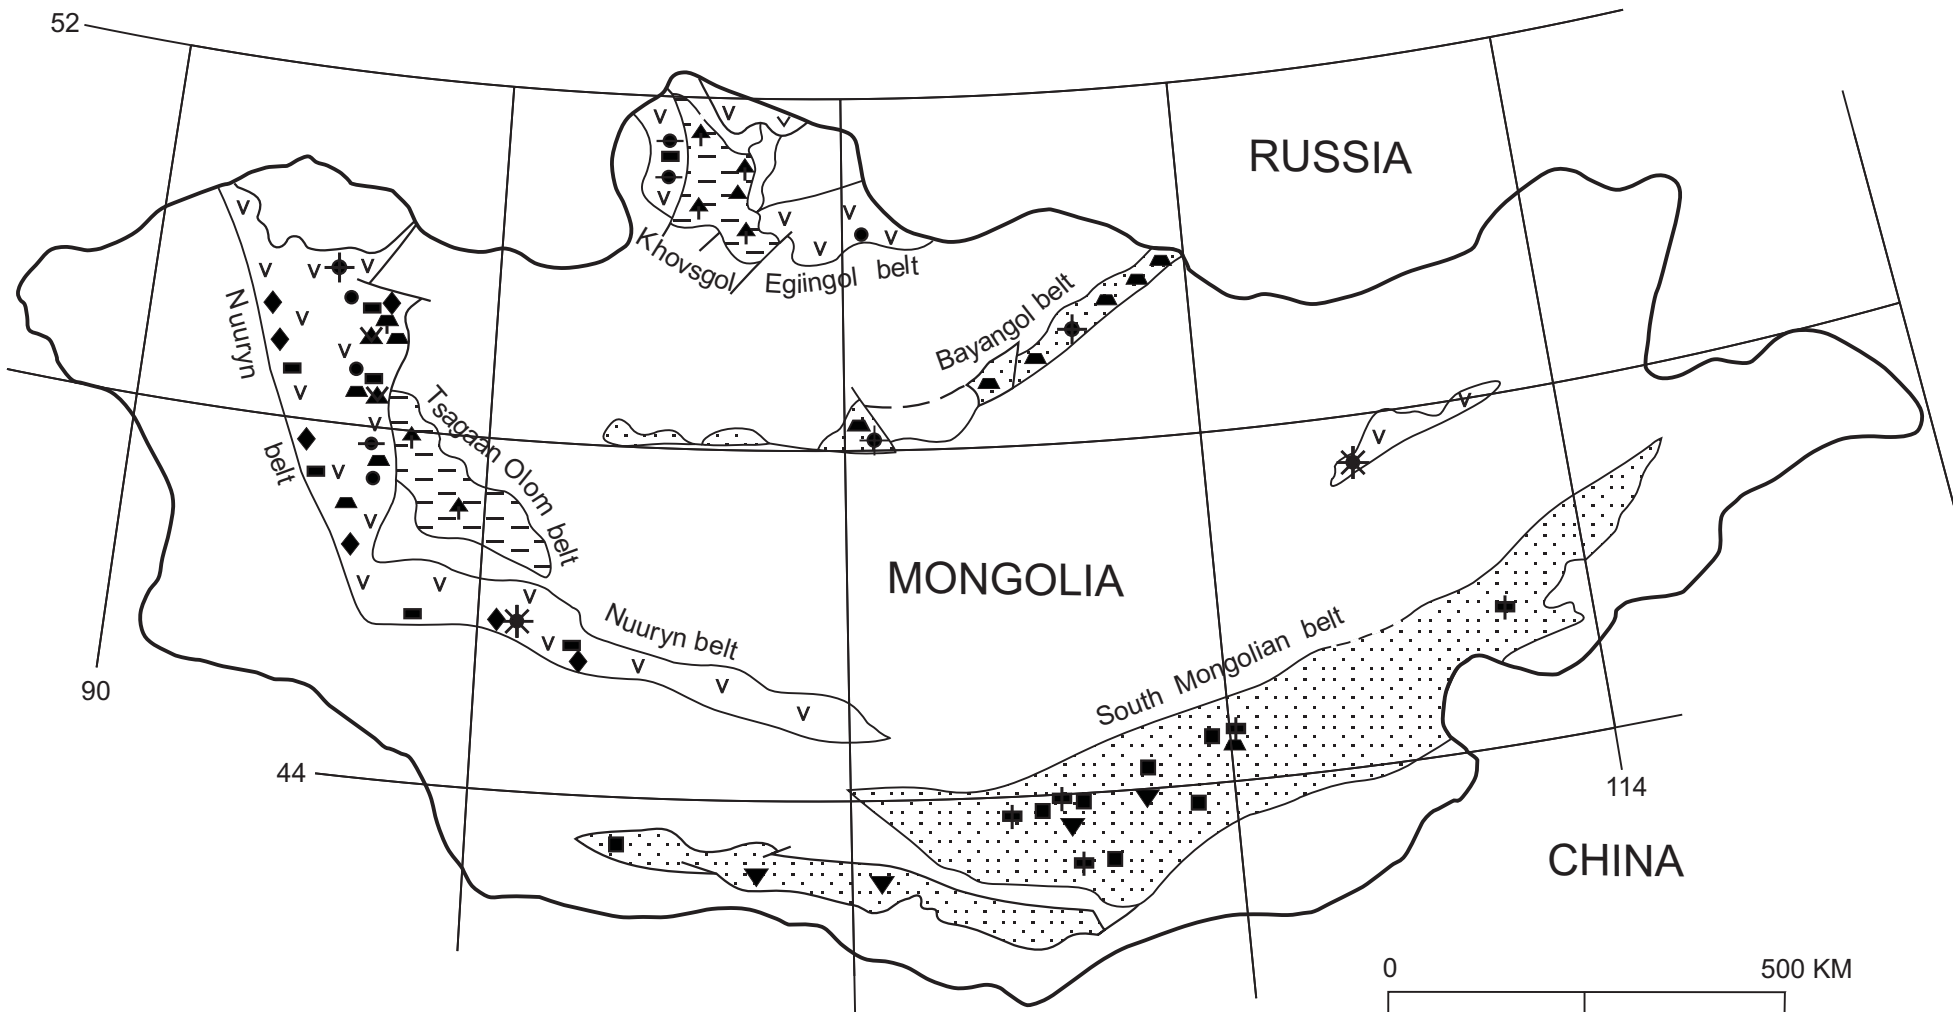 52
RUSSIA
Khovsgol
Egiingol belt
Nuuryn
belt
Bayangol belt
Tsagaan Olom belt
MONGOLIA
Nuuryn belt
South Mongolian belt
90
44
114
CHINA
0
500 KM